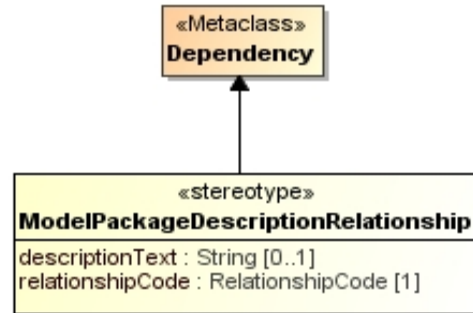 «Metaclass»
Dependency
«stereotype»
ModelPackageDescriptionRelationship
descriptionText : String [0..1]
relationshipCode : RelationshipCode [1]